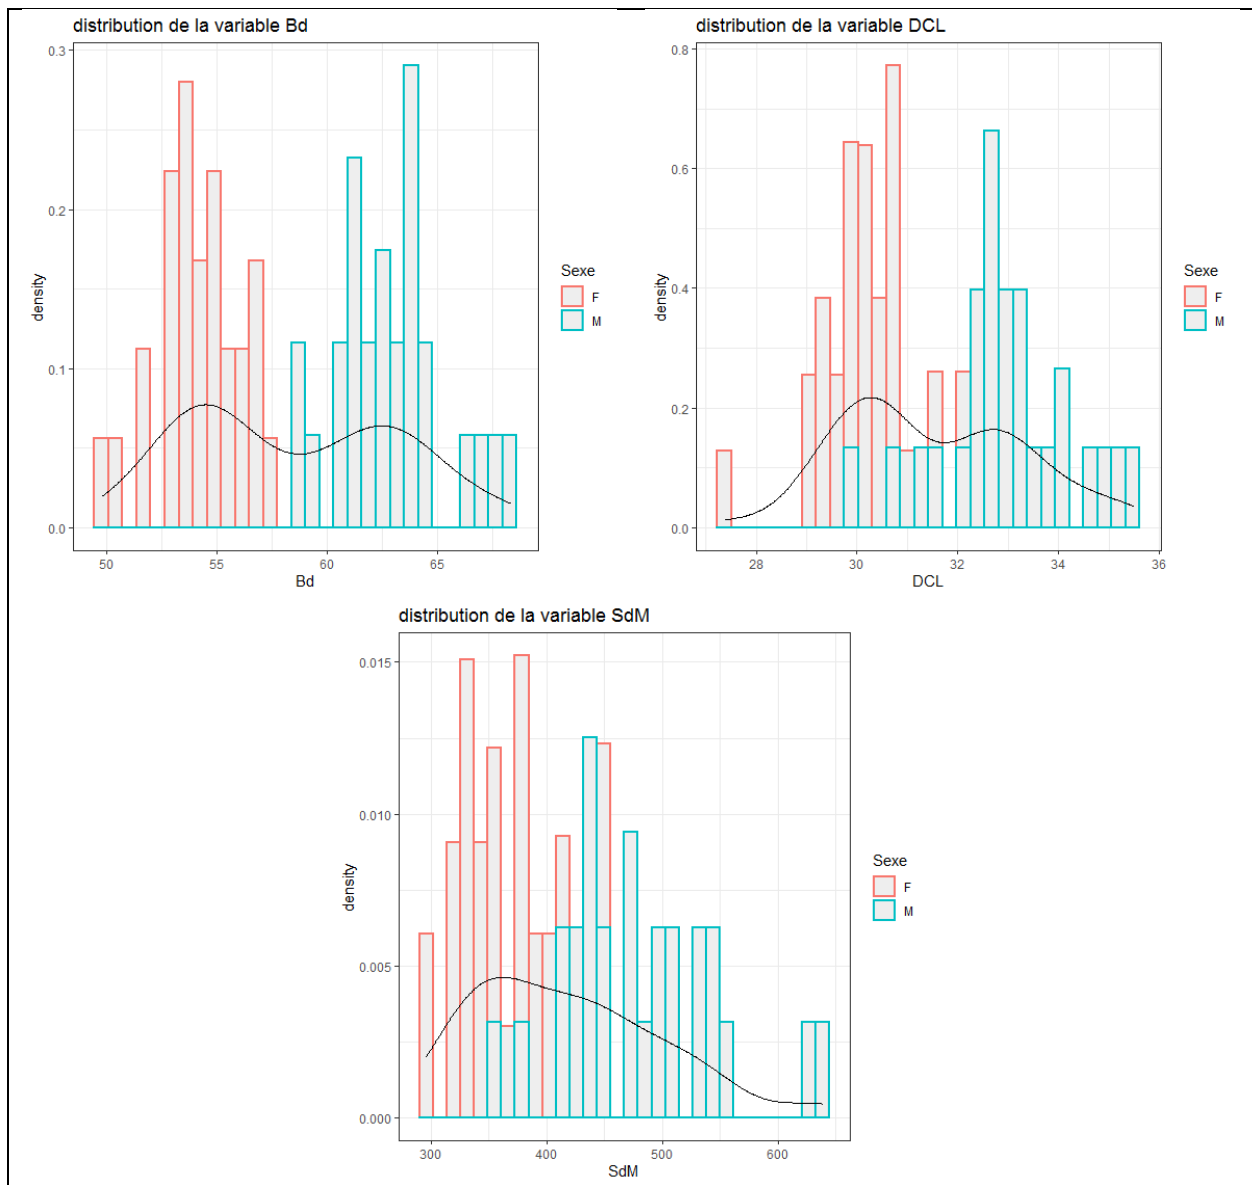 distribution de la variable Bd
0.3
0.2
0.1
0.0
density
50 55 60 65
Bd
Sexe
F
M
distribution de la variable DCL
0.8
0.6
0.4
0.2
0.0
density
28 30 32 34 36
DCL
Sexe
F
M
distribution de la variable SdM
0.015
0.010
0.005
0.000
density
300 400 500 600
SdM
Sexe
F
M